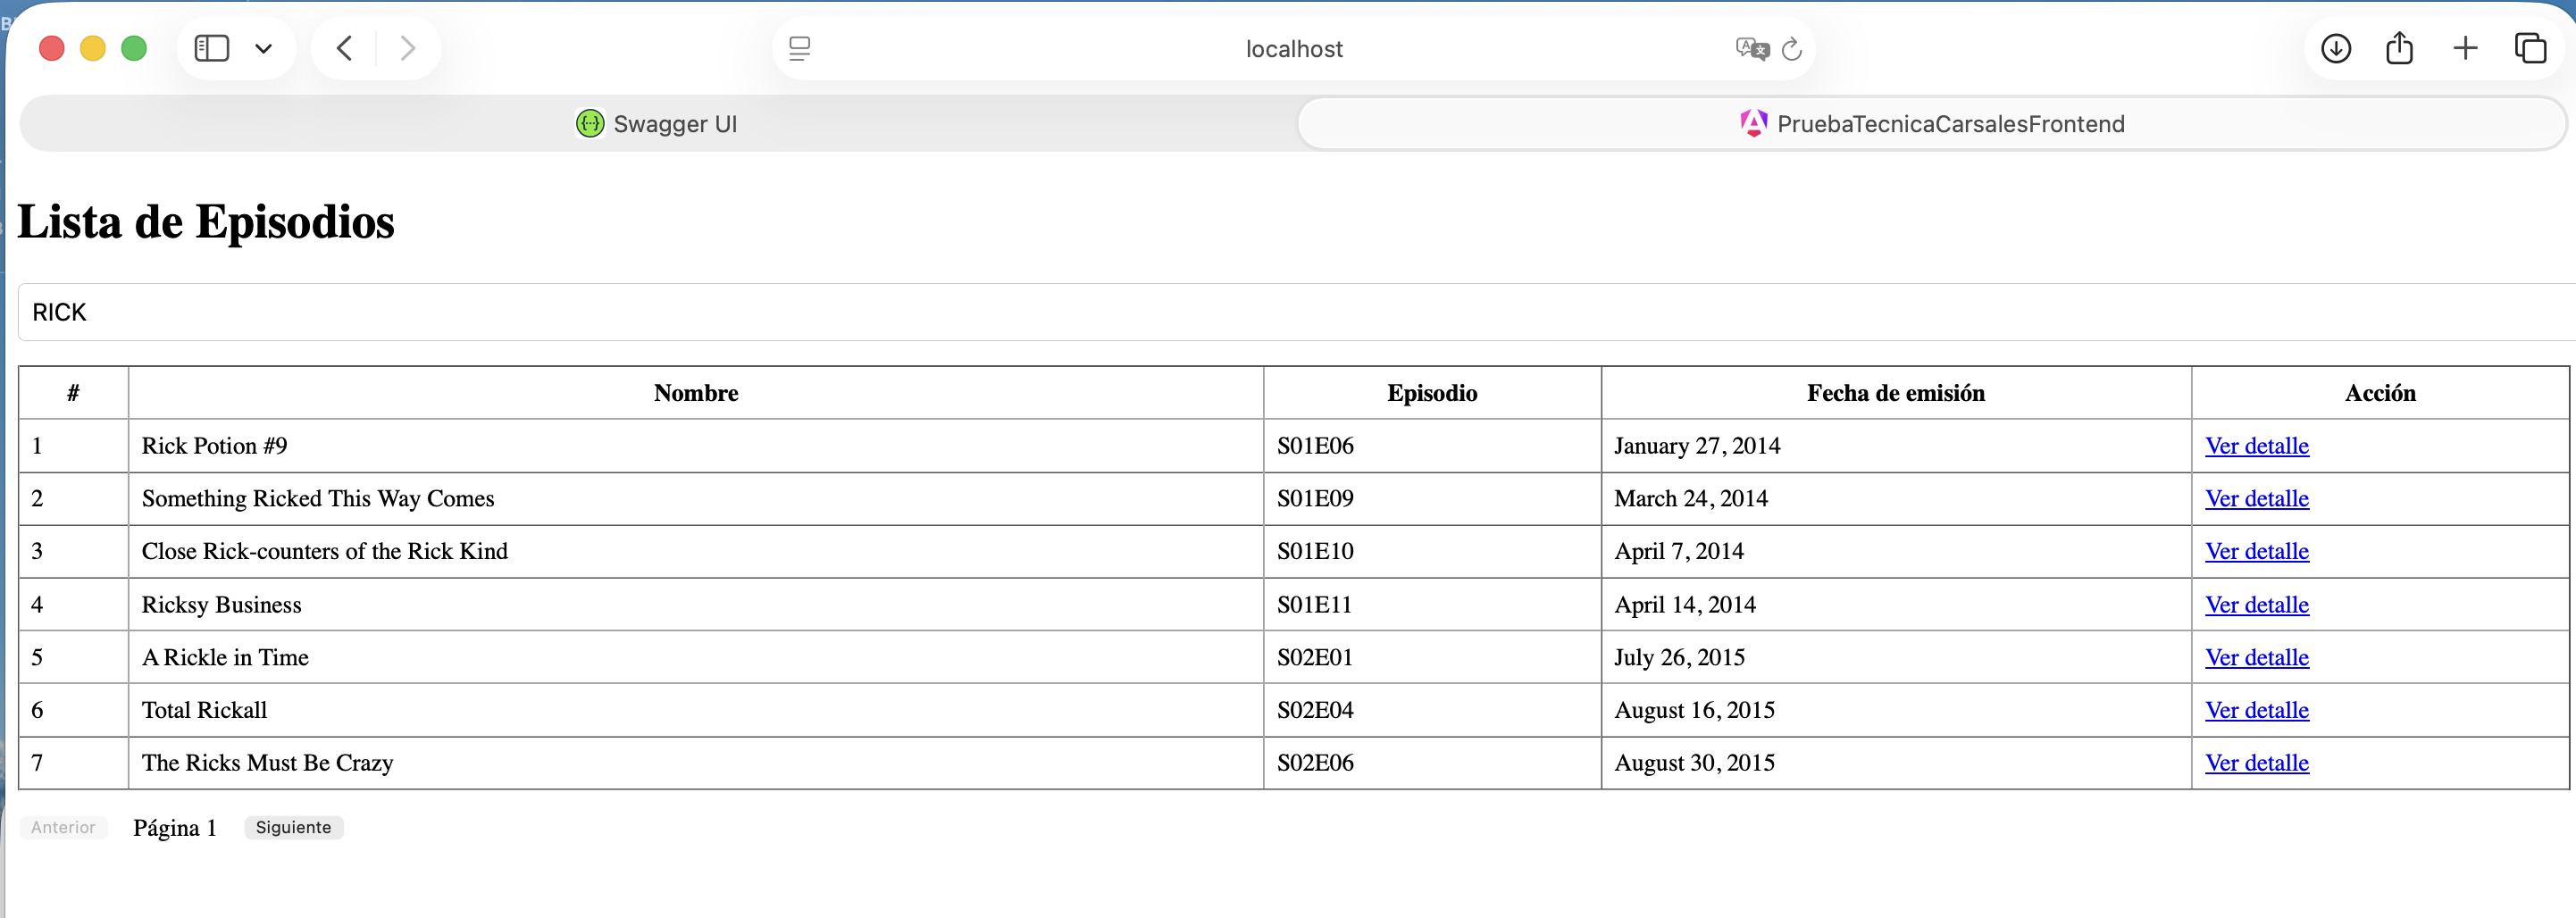 localhost
Swagger UI
PruebaTecnicaCarsalesFrontend
Lista de Episodios
RICK
# Nombre Episodio Fecha de emisión Acción
1 Rick Potion #9 S01E06 January 27, 2014 Ver detalle
2 Something Ricked This Way Comes S01E09 March 24, 2014 Ver detalle
3 Close Rick-counters of the Rick Kind S01E10 April 7, 2014 Ver detalle
4 Ricksy Business S01E11 April 14, 2014 Ver detalle
5 A Rickle in Time S02E01 July 26, 2015 Ver detalle
6 Total Rickall S02E04 August 16, 2015 Ver detalle
7 The Ricks Must Be Crazy S02E06 August 30, 2015 Ver detalle
Anterior Página 1 Siguiente